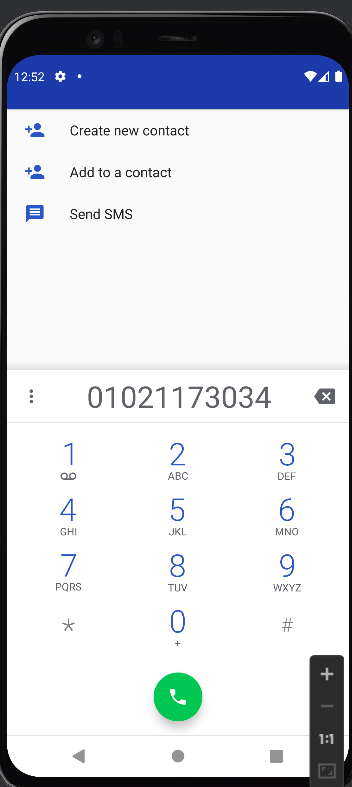 12:52
Create new contact
Add to a contact
Send SMS
01021173034
1 2 3
ABC DEF
4 5 6
GHI JKL MNO
7 8 9
PQRS TUV WXYZ
* 0 #
+
1:1